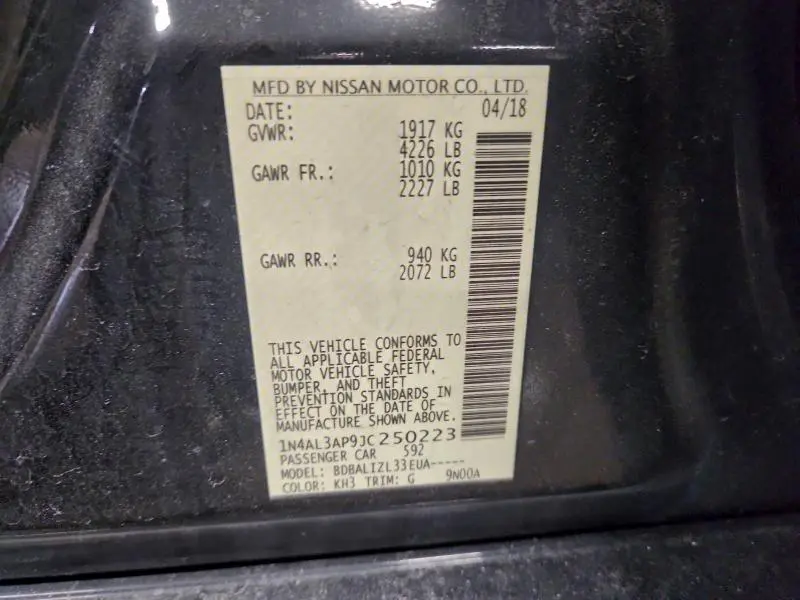 MFD BY NISSAN MOTOR CO., LTD.
DATE: 04/18
GVWR: 1917 KG
4226 LB
GAWR FR.: 1010 KG
2227 LB
GAWR RR.: 940 KG
2072 LB
THIS VEHICLE CONFORMS TO
ALL APPLICABLE FEDERAL
MOTOR VEHICLE SAFETY,
BUMPER, AND THEFT
PREVENTION STANDARDS IN
EFFECT ON THE DATE OF
MANUFACTURE SHOWN ABOVE.
1N4AL3AP9JC250223
PASSENGER CAR 592
MODEL: BDBALIZL33EUA-----
COLOR: KH3 TRIM: G 9N00A